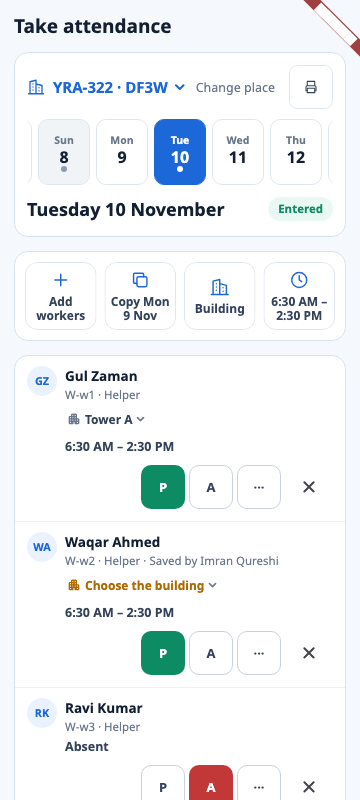 Take attendance
YRA-322 · DF3W Change place
Sun Mon Tue Wed Thu
8 9 10 11 12
Tuesday 10 November Entered
Add workers
Copy Mon 9 Nov
Building
6:30 AM – 2:30 PM
GZ Gul Zaman
W-w1 · Helper
Tower A
6:30 AM – 2:30 PM
P A ···
WA Waqar Ahmed
W-w2 · Helper · Saved by Imran Qureshi
Choose the building
6:30 AM – 2:30 PM
P A ···
RK Ravi Kumar
W-w3 · Helper
Absent
P A ···